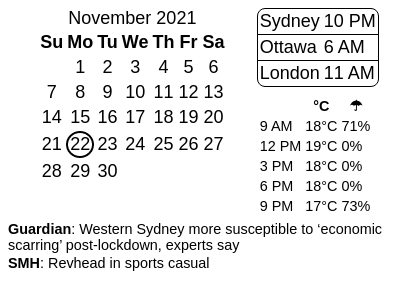 November 2021
Su Mo Tu We Th Fr Sa
1 2 3 4 5 6
7 8 9 10 11 12 13
14 15 16 17 18 19 20
21 22 23 24 25 26 27
28 29 30
Sydney 10 PM
Ottawa 6 AM
London 11 AM
°C ☂
9 AM 18°C 71%
12 PM 19°C 0%
3 PM 18°C 0%
6 PM 18°C 0%
9 PM 17°C 73%
Guardian: Western Sydney more susceptible to ‘economic
scarring’ post-lockdown, experts say
SMH: Revhead in sports casual